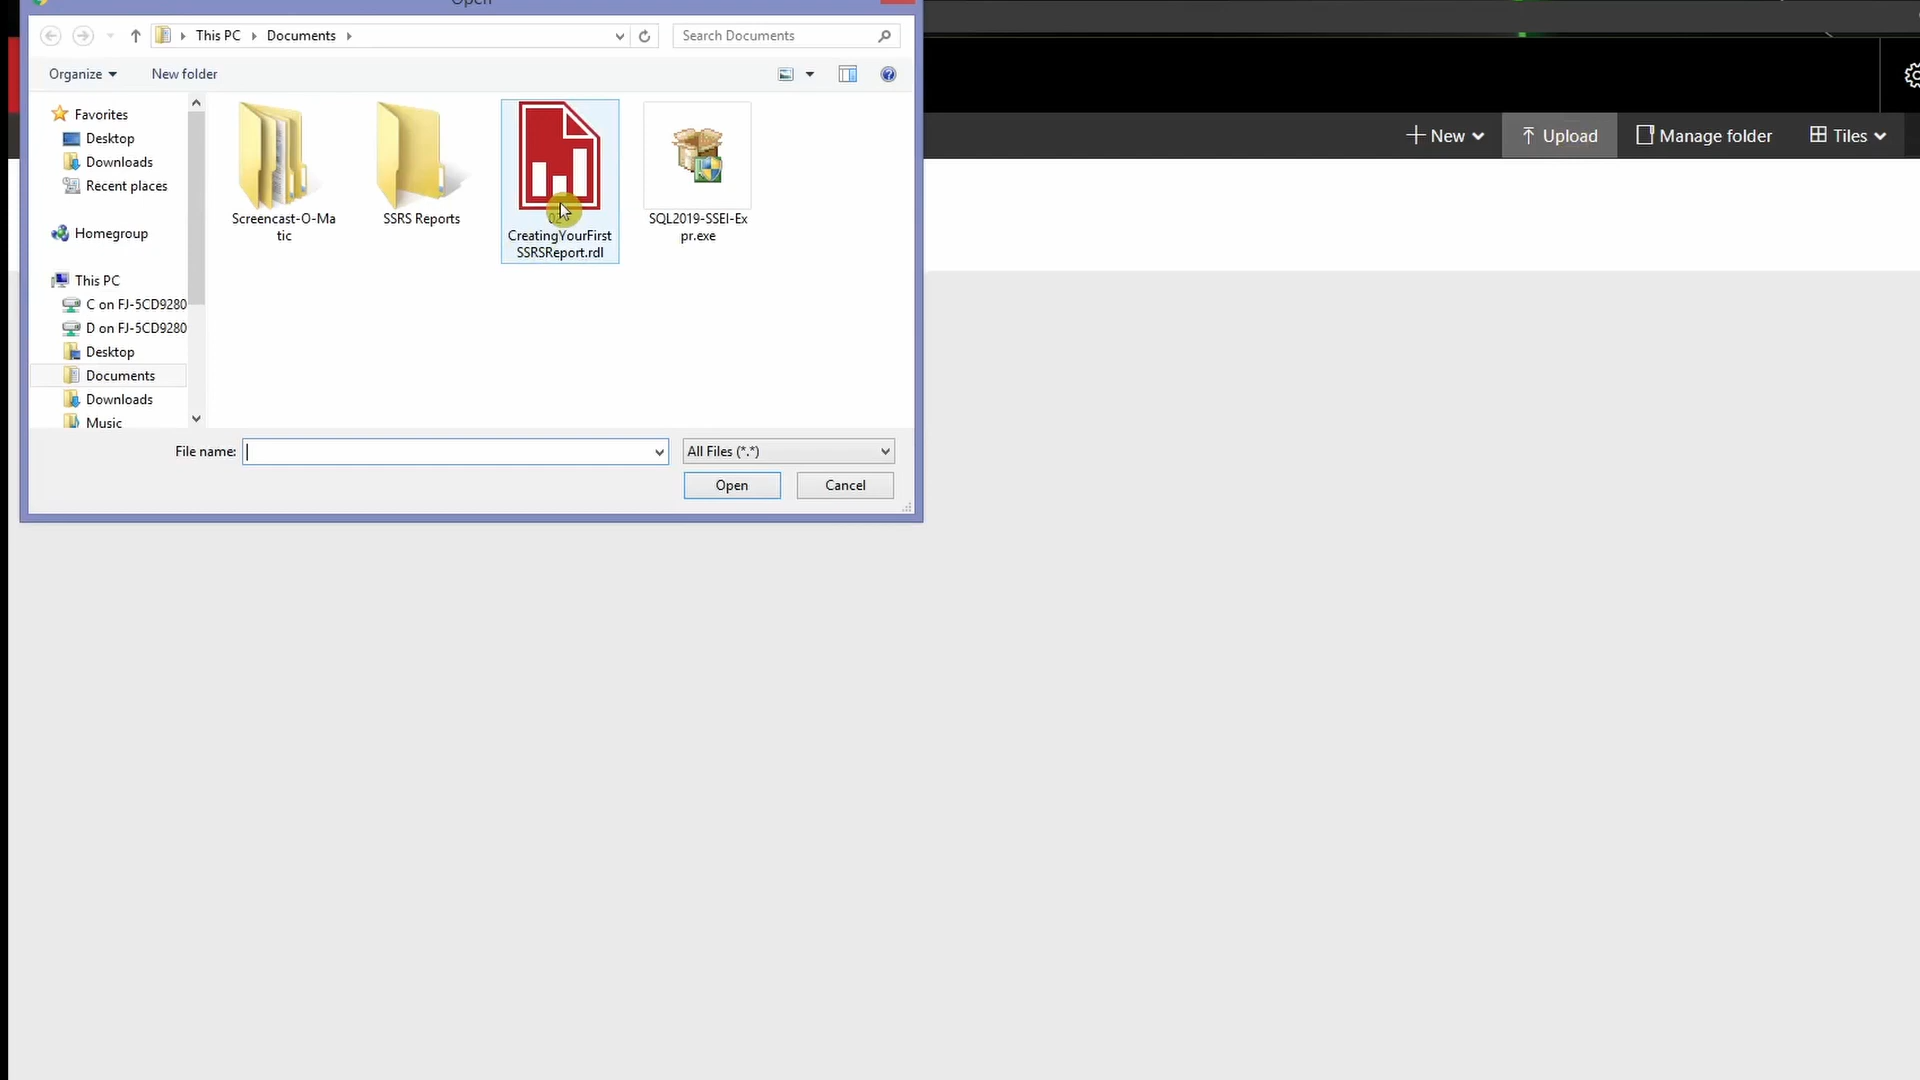 Open
This PC Documents
Search Documents
Organize
New folder
New
Upload
Manage folder
Tiles
Favorites
Desktop
Downloads
Recent places
Homegroup
This PC
C on FJ-5CD9280
D on FJ-5CD9280
Desktop
Documents
Downloads
Music
Screencast-O-Ma
tic
SSRS Reports
CreatingYourFirst
SSRSReport.rdl
SQL2019-SSEI-Ex
pr.exe
File name:
All Files (*.*)
Open
Cancel